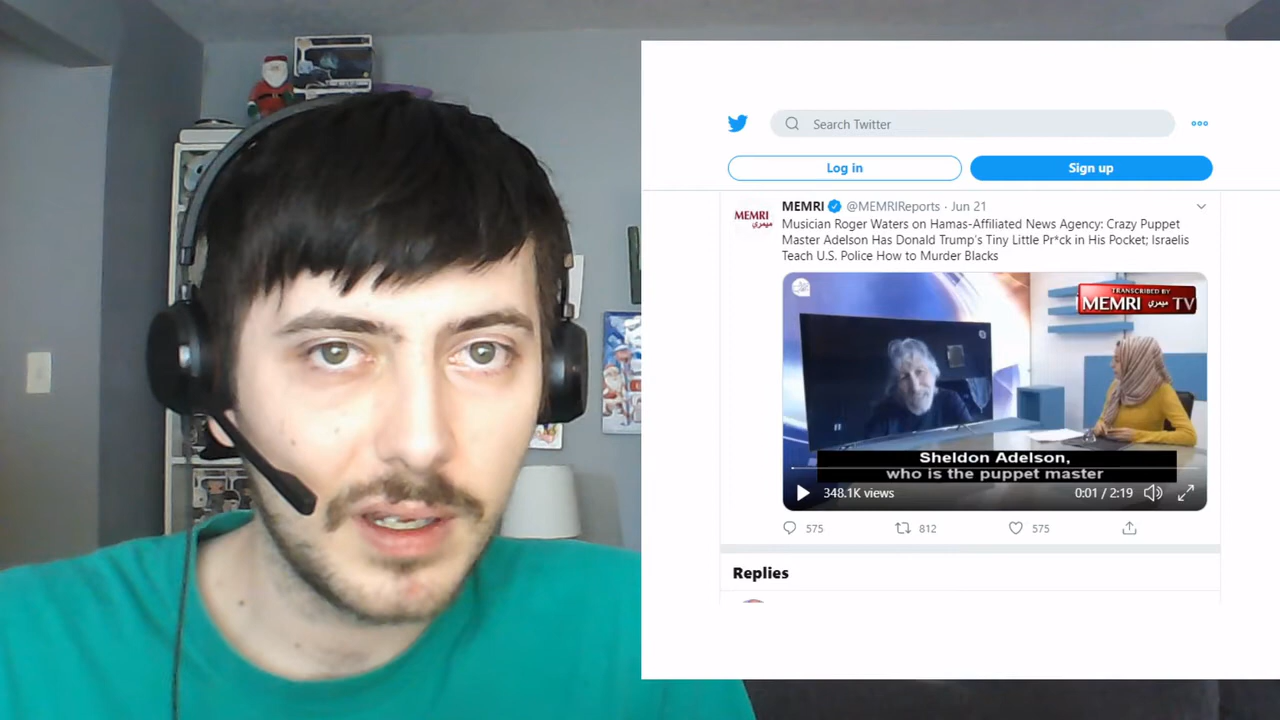 Search Twitter
Log in
Sign up
MEMRI
ميمري
MEMRI @MEMRIReports · Jun 21
Musician Roger Waters on Hamas-Affiliated News Agency: Crazy Puppet
Master Adelson Has Donald Trump's Tiny Little Pr*ck in His Pocket; Israelis
Teach U.S. Police How to Murder Blacks
TRANSCRIBED BY
MEMRI ميمري TV
Sheldon Adelson,
who is the puppet master
348.1K views
0:01 / 2:19
575
812
575
Replies